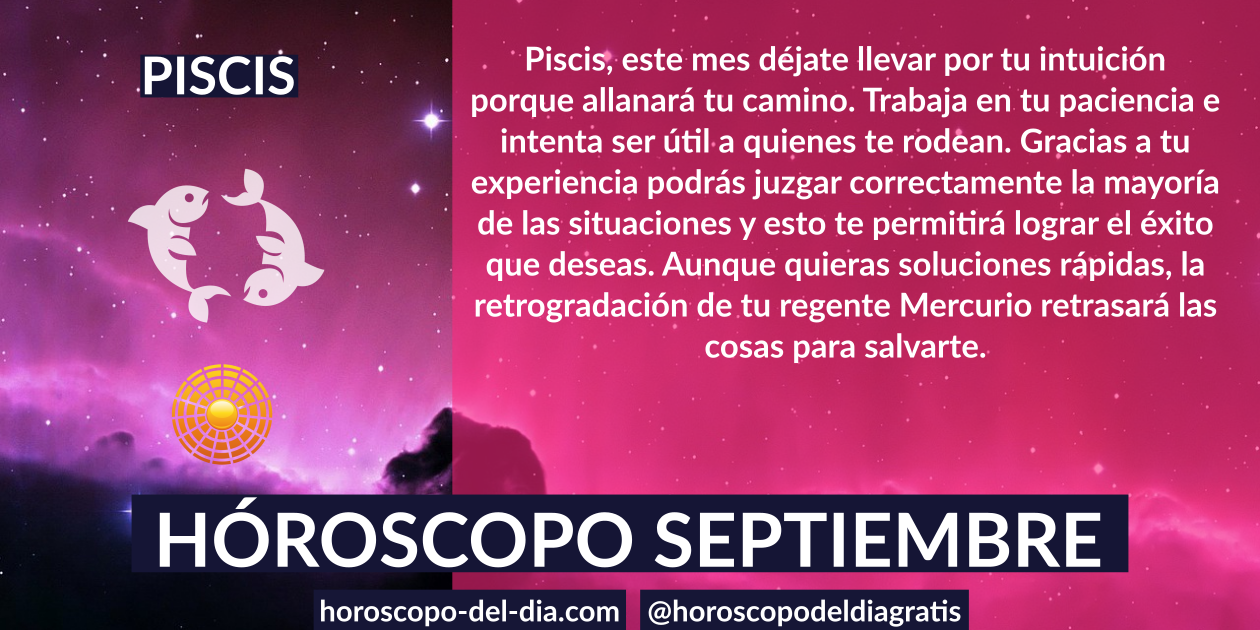 PISCIS
Piscis, este mes déjate llevar por tu intuición
porque allanará tu camino. Trabaja en tu paciencia e
intenta ser útil a quienes te rodean. Gracias a tu
experiencia podrás juzgar correctamente la mayoría
de las situaciones y esto te permitirá lograr el éxito
que deseas. Aunque quieras soluciones rápidas, la
retrogradación de tu regente Mercurio retrasará las
cosas para salvarte.
HÓROSCOPO SEPTIEMBRE
horoscopo-del-dia.com
@horoscopodeldiagratis